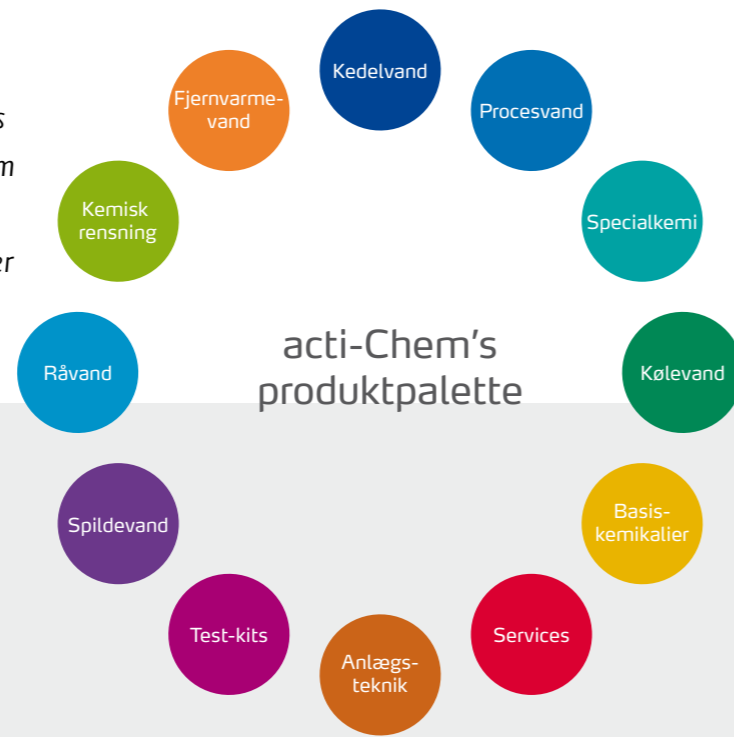 Kedelvand
Procesvand
Specialkemi
Kølevand
Basis-
kemikalier
Services
Anlægs-
teknik
Test-kits
Spildevand
Råvand
Kemisk
rensning
Fjernvarme-
vand
acti-Chem's
produktpalette